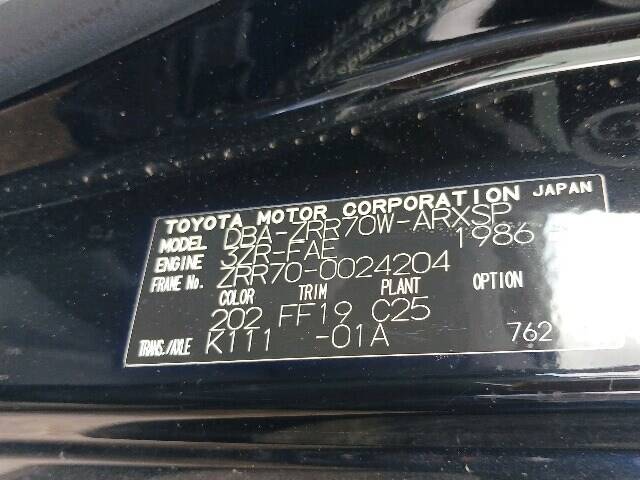 TOYOTA MOTOR CORPORATION JAPAN
MODEL DBA-ZRR70W-ARXSP
ENGINE 3ZR-FAE 1986
FRAME No. ZRR70-0024204
COLOR TRIM PLANT OPTION
202 FF19 C25
TRANS./AXLE K111 -01A 762